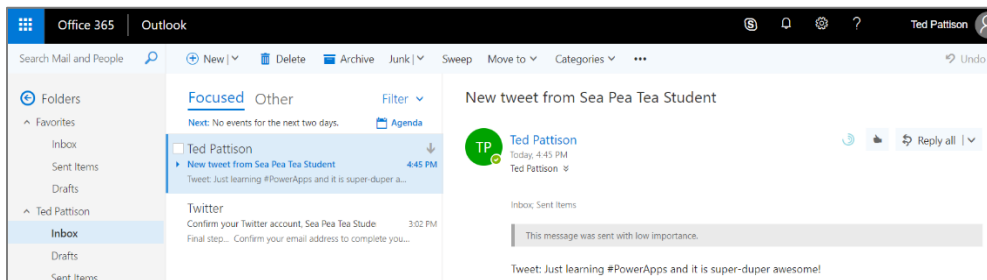 Office 365 Outlook Ted Pattison
Search Mail and People New Delete Archive Junk Sweep Move to Categories ••• Undo
Folders
Favorites
Inbox
Sent Items
Drafts
Ted Pattison
Inbox
Drafts
Sent Items
Focused Other Filter
Next: No events for the next two days. Agenda
Ted Pattison
New tweet from Sea Pea Tea Student 4:45 PM
Tweet: Just learning #PowerApps and it is super-duper a...
Twitter
Confirm your Twitter account, Sea Pea Tea Stude 3:02 PM
Final step... Confirm your email address to complete you...
New tweet from Sea Pea Tea Student
TP
Ted Pattison
Today, 4:45 PM
Ted Pattison
Reply all
Inbox; Sent Items
This message was sent with low importance.
Tweet: Just learning #PowerApps and it is super-duper awesome!